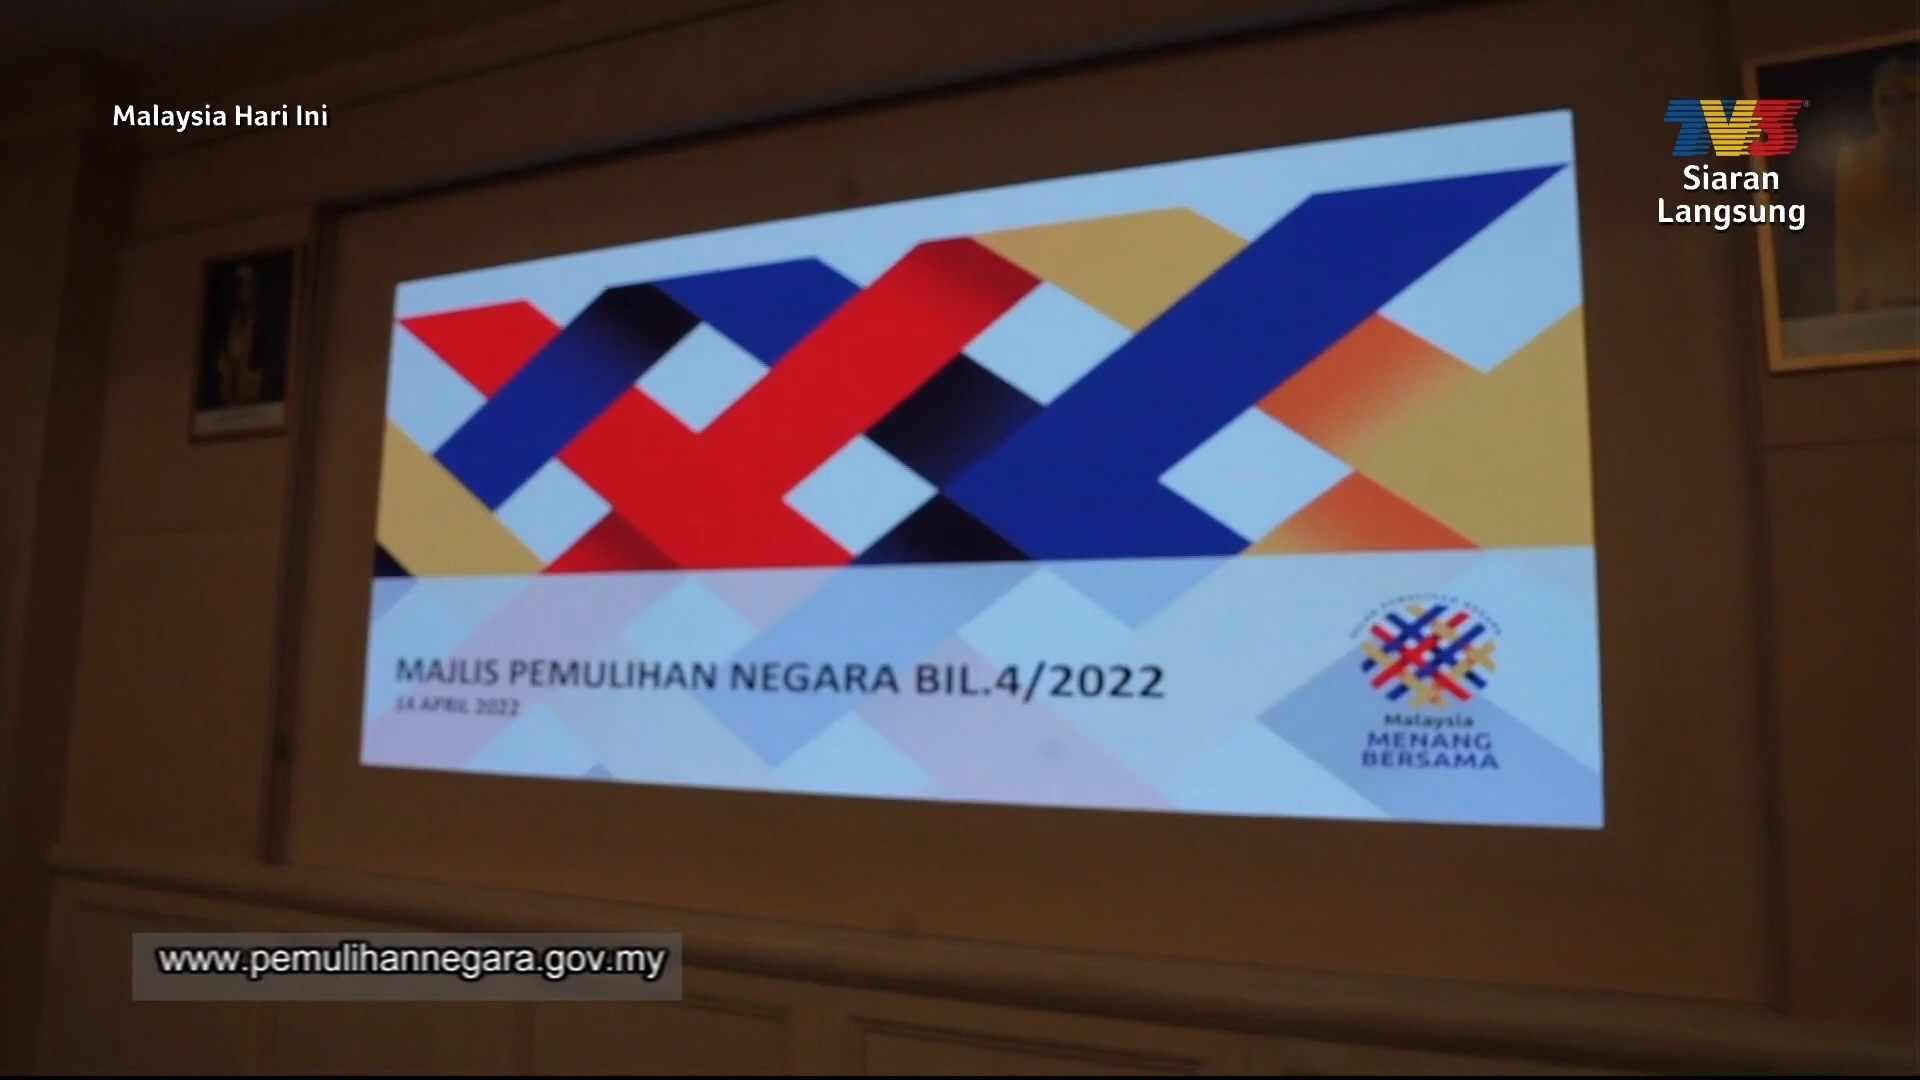 Malaysia Hari Ini
TV3
Siaran
Langsung
MAJLIS PEMULIHAN NEGARA BIL.4/2022
14 APRIL 2022
Malaysia
MENANG
BERSAMA
www.pemulihannegara.gov.my